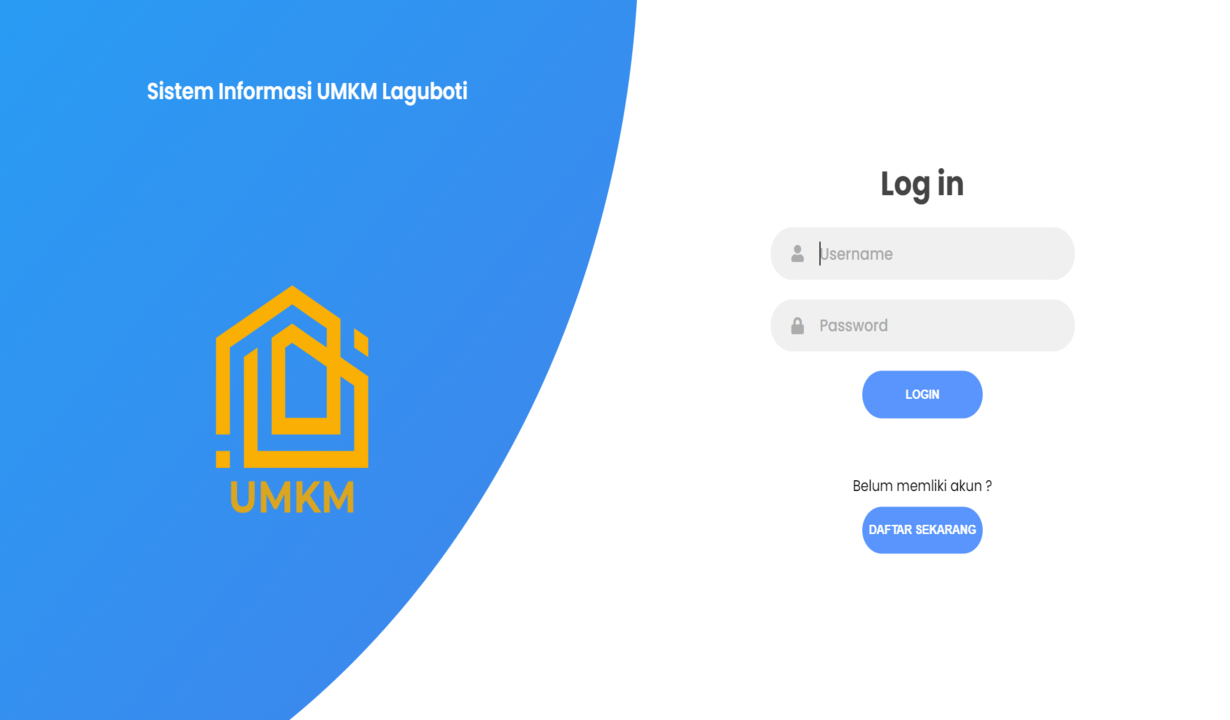 Sistem Informasi UMKM Laguboti
UMKM
Log in
Username
Password
LOGIN
Belum memliki akun ?
DAFTAR SEKARANG